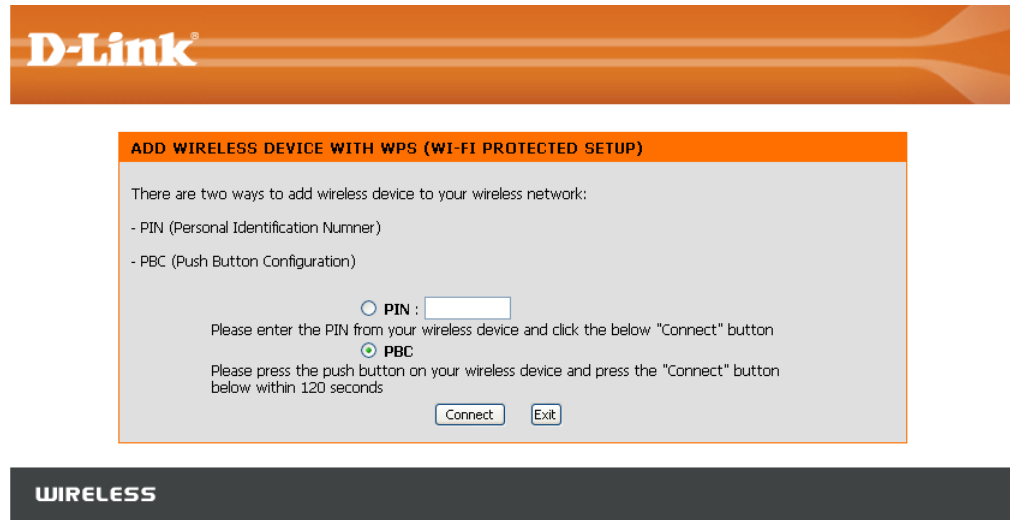 D-Link®
ADD WIRELESS DEVICE WITH WPS (WI-FI PROTECTED SETUP)
There are two ways to add wireless device to your wireless network:
- PIN (Personal Identification Numner)
- PBC (Push Button Configuration)
PIN :
Please enter the PIN from your wireless device and click the below "Connect" button
PBC
Please press the push button on your wireless device and press the "Connect" button
below within 120 seconds
Connect Exit
WIRELESS